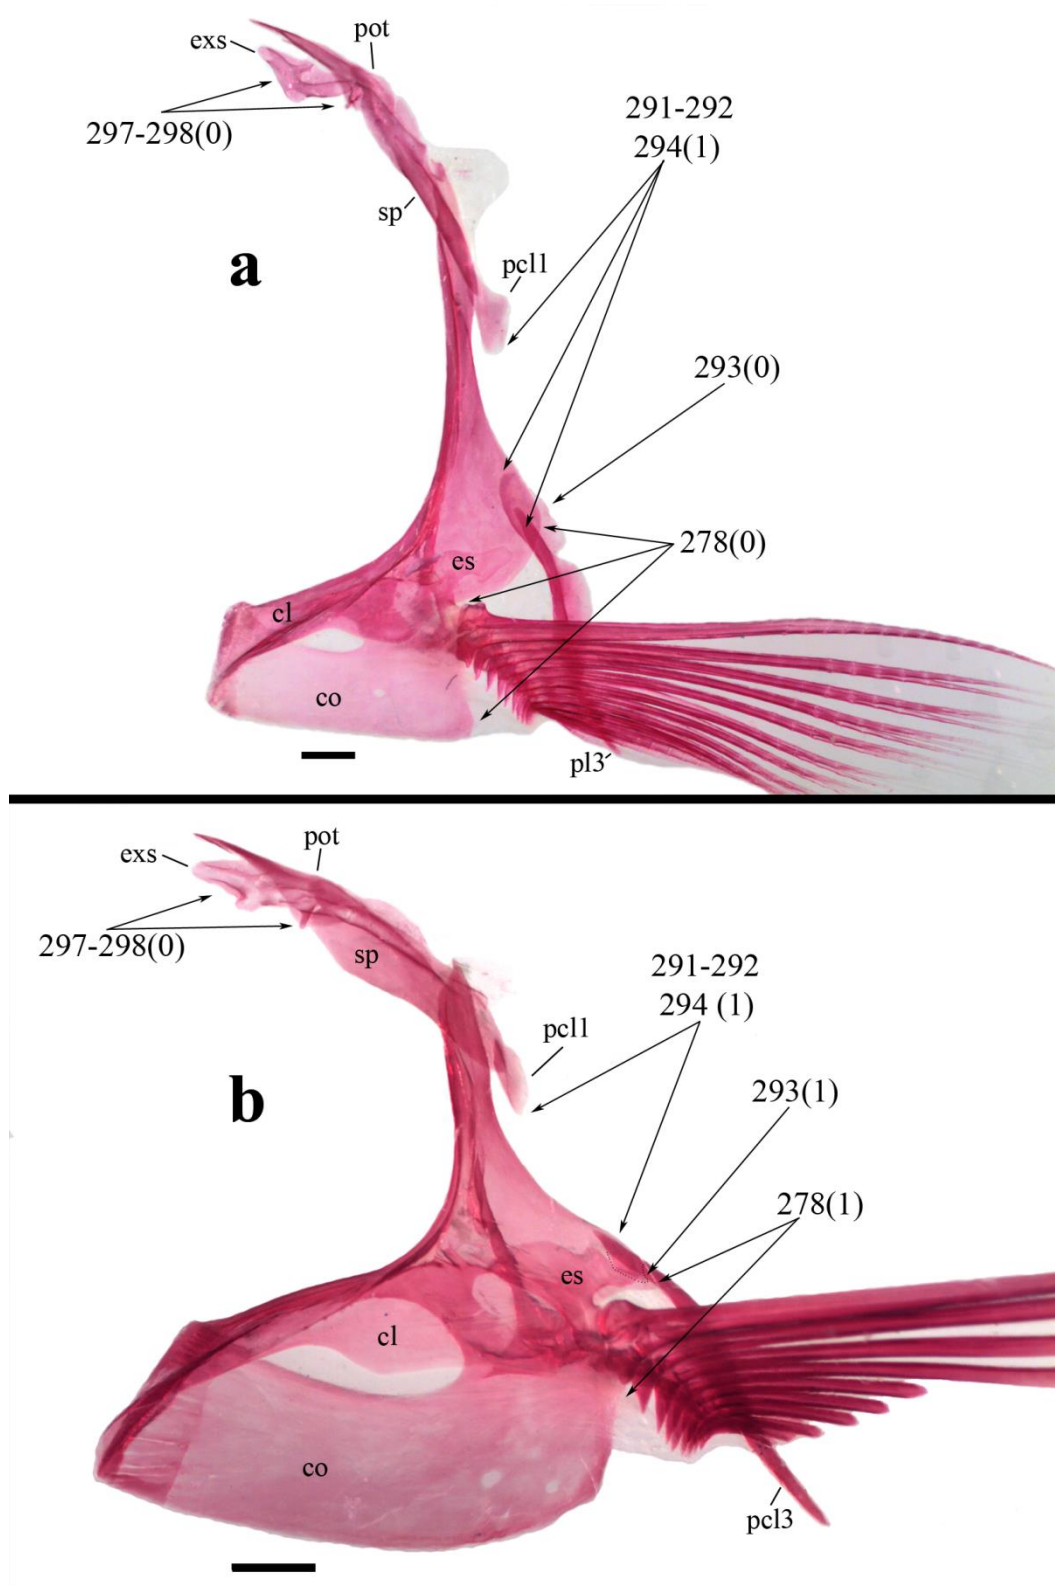 exs
pot
297-298(0)
291-292
294(1)
sp
a
pcl1
293(0)
278(0)
es
cl
co
pl3
exs
pot
297-298(0)
sp
291-292
294 (1)
pcl1
b
293(1)
278(1)
es
cl
co
pcl3